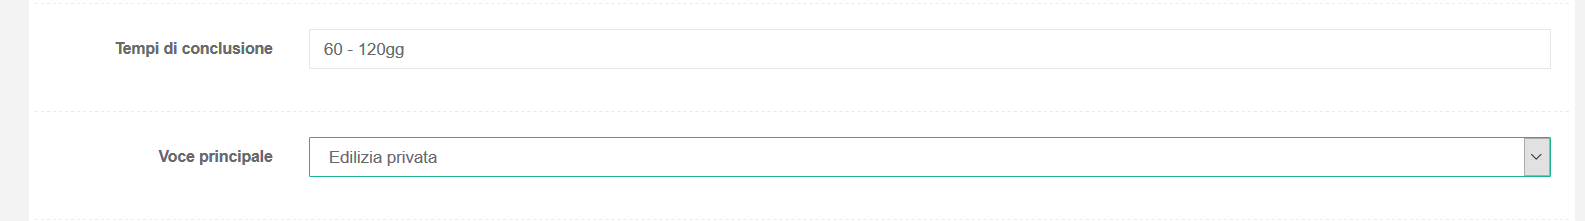 Tempi di conclusione 60 - 120gg
Voce principale Edilizia privata